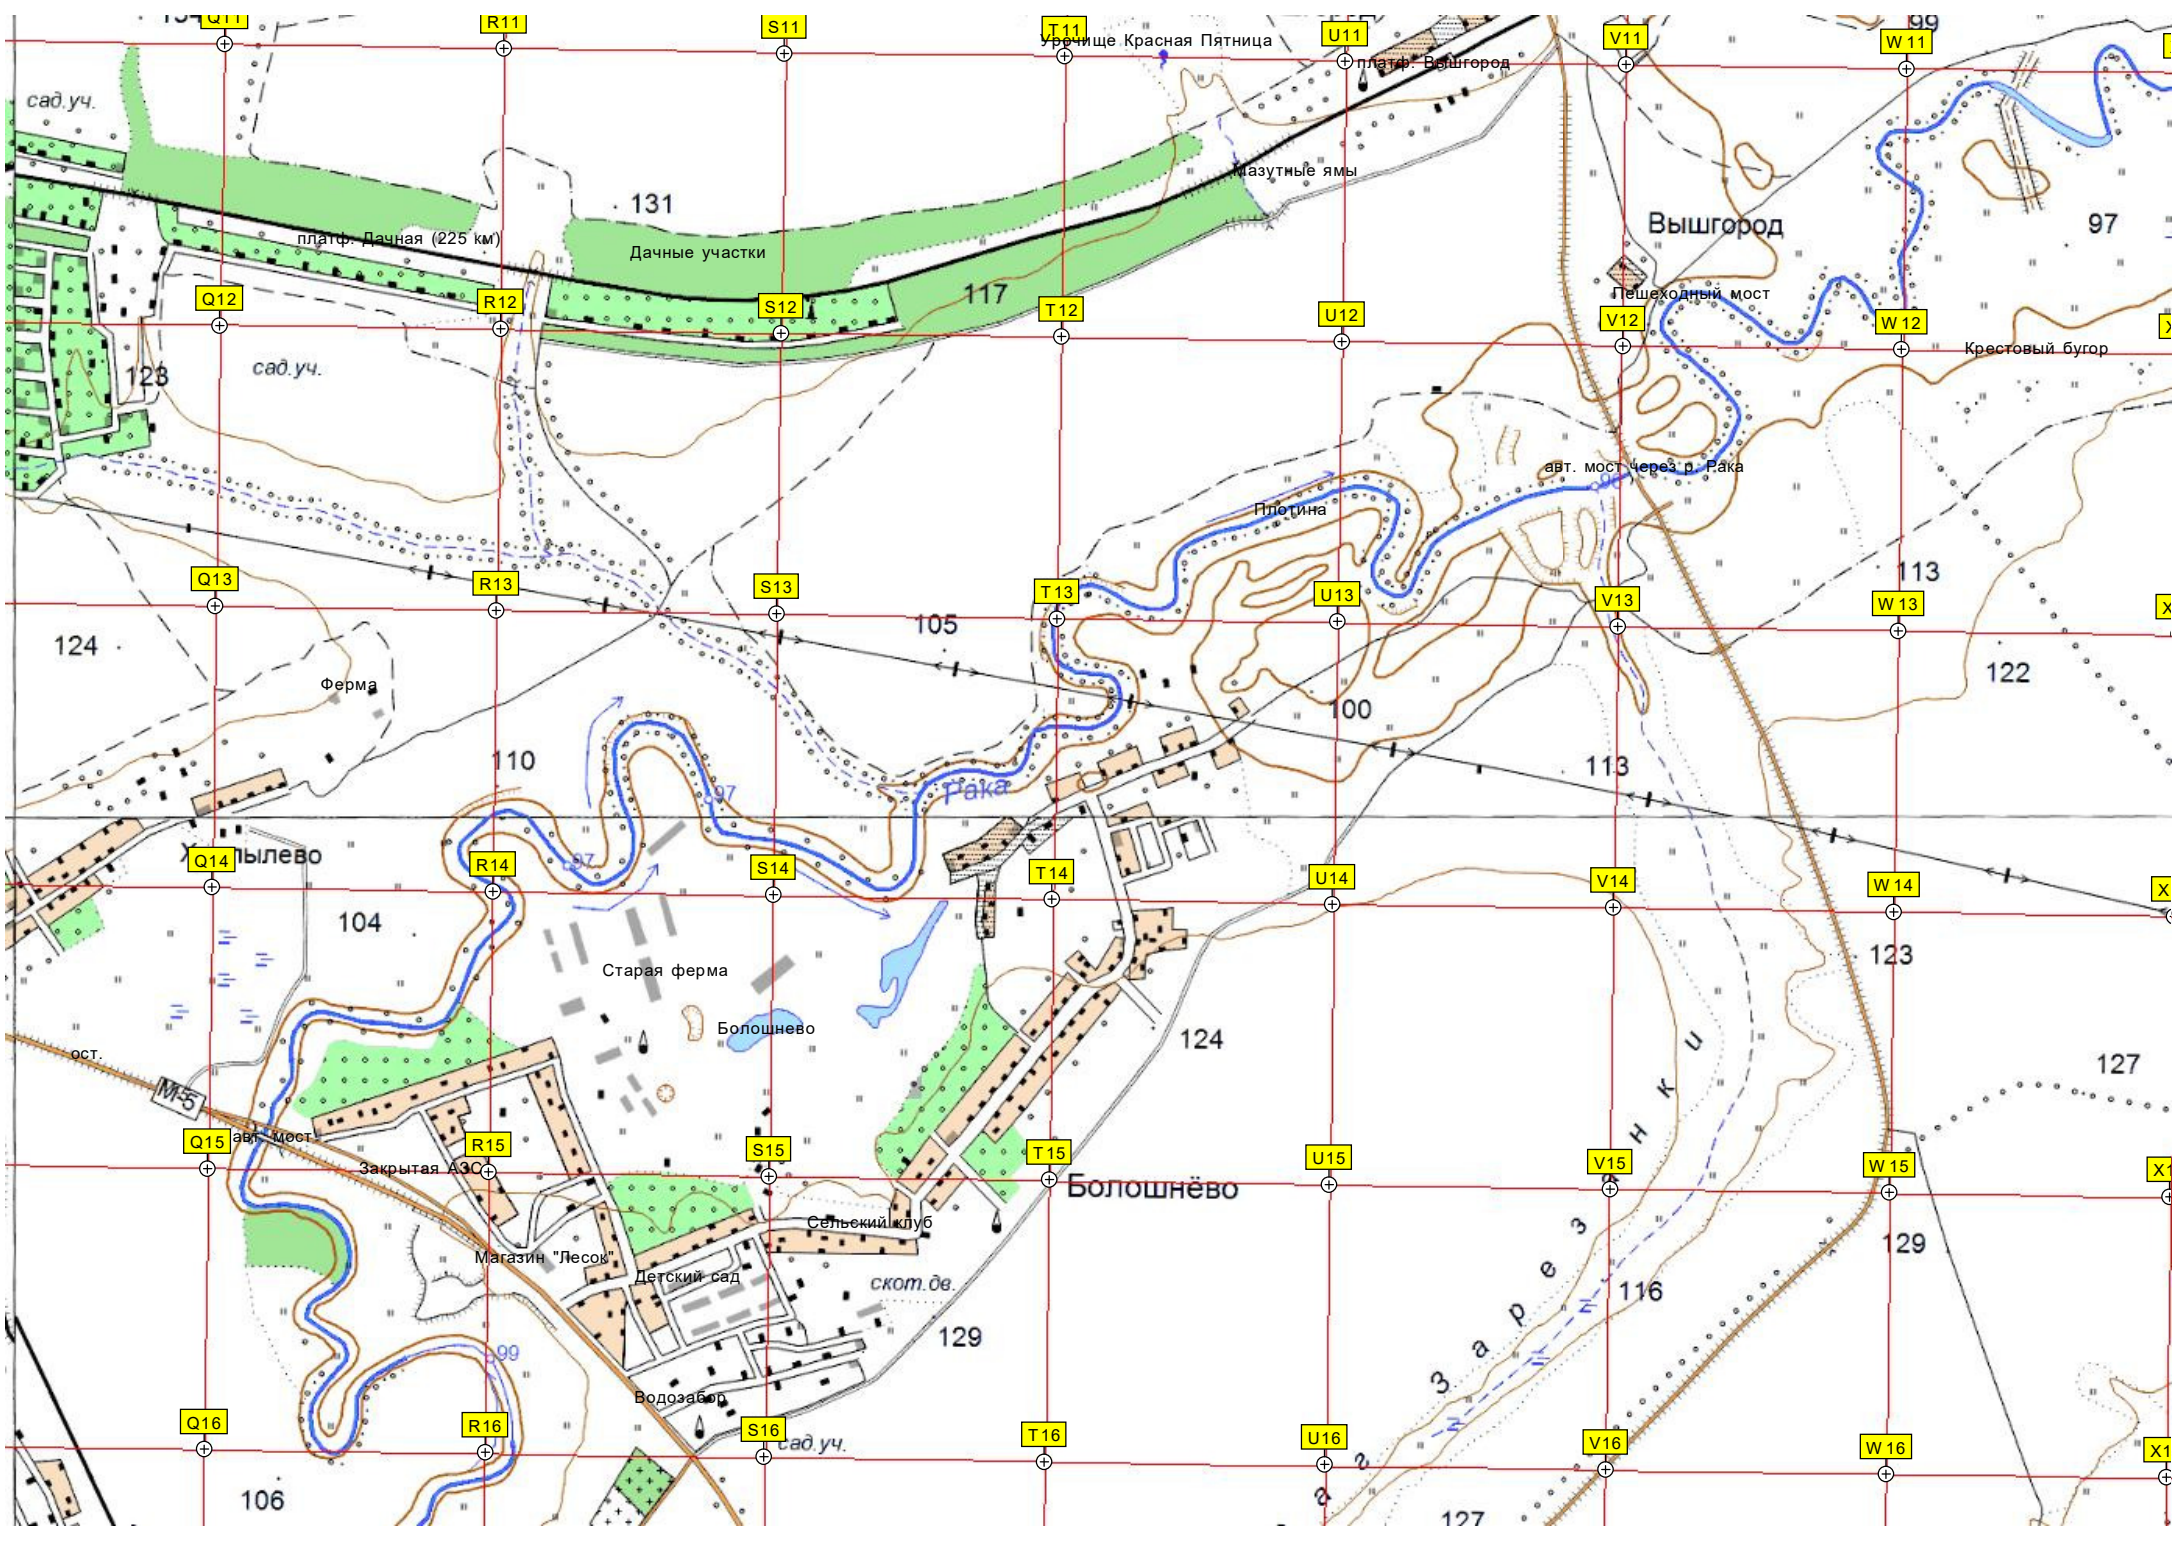 Q11
R11
S11
T11
U11
V11
99
W11
Урочище Красная Пятница
платф. Вышгород
сад.уч.
131
Мазутные ямы
Вышгород
97
платф. Дачная (225 км)
Дачные участки
117
Пешеходный мост
Q12
R12
S12
T12
U12
V12
W12
Крестовый бугор
123
сад.уч.
авт. мост через р. Рака
Плотина
Q13
R13
S13
T13
U13
V13
113
W13
105
124
122
Ферма
100
110
113
97
Рака
Q14
97
R14
S14
T14
U14
V14
W14
104
123
Старая ферма
Болошнево
124
ост.
127
М-5
авт. мост
Q15
R15
S15
T15
U15
V15
W15
X1
Закрытая АЗС
Болошнёво
Сельский клуб
129
Магазин "Лесок"
Детский сад
скот.дв.
116
129
99
овраг Заренки
Водозабор
Q16
R16
S16
T16
U16
V16
W16
X1
сад.уч.
106
127